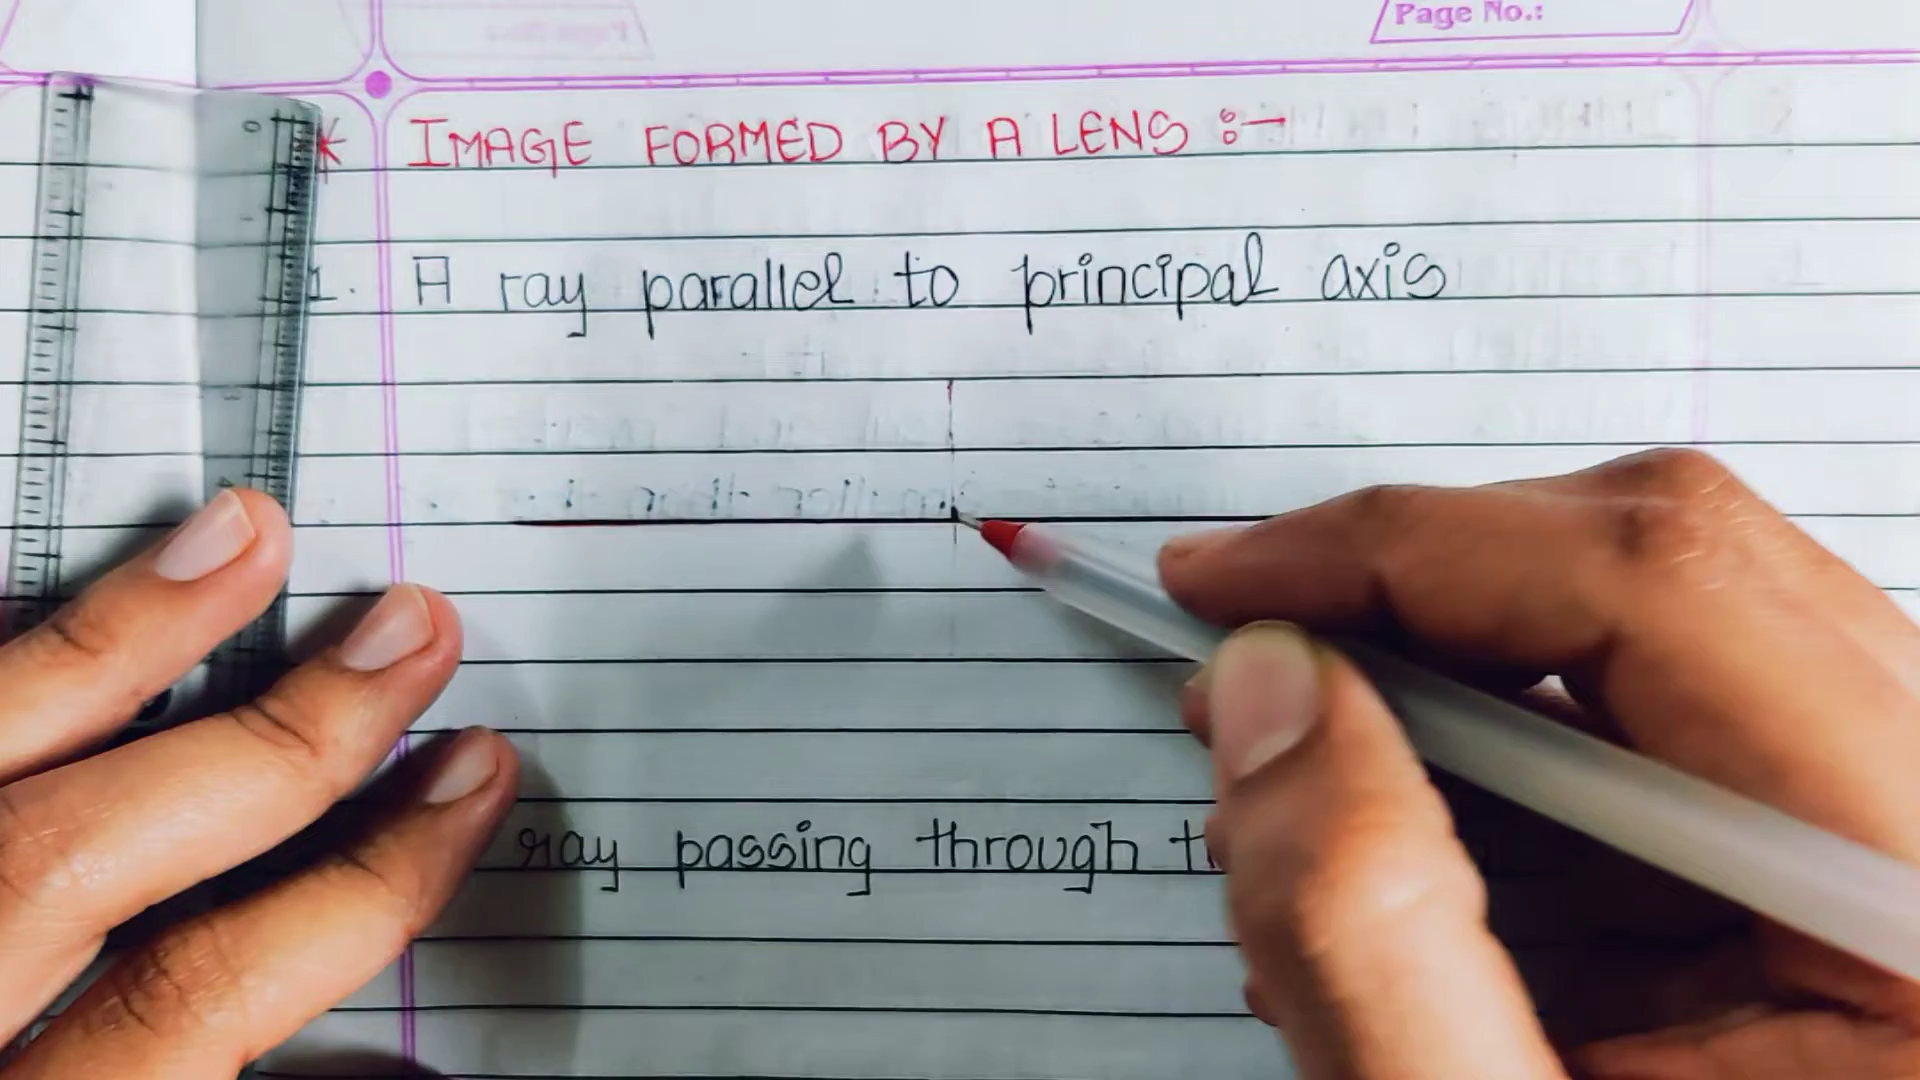 Page No.:
* IMAGE FORMED BY A LENS :-
1. A ray parallel to principal axis
ray passing through